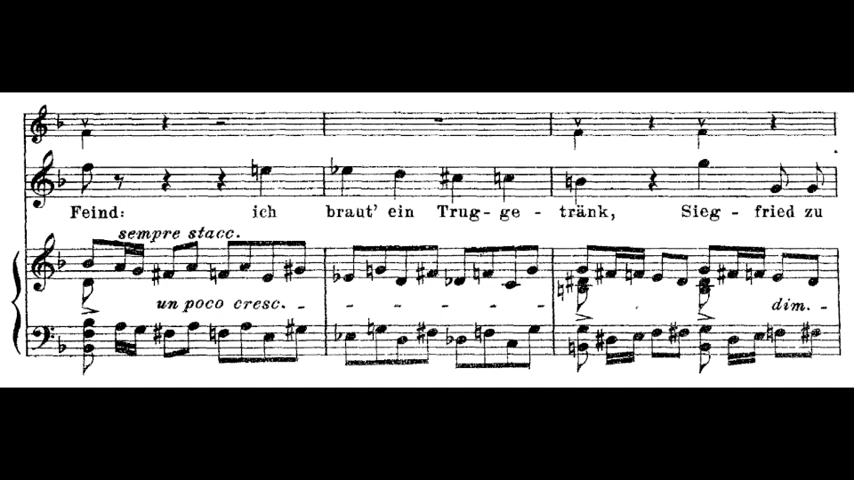 Feind: ich braut' ein Trug-ge-tränk, Sieg-fried zu
sempre stacc.
un poco cresc. - - - - - - dim. -